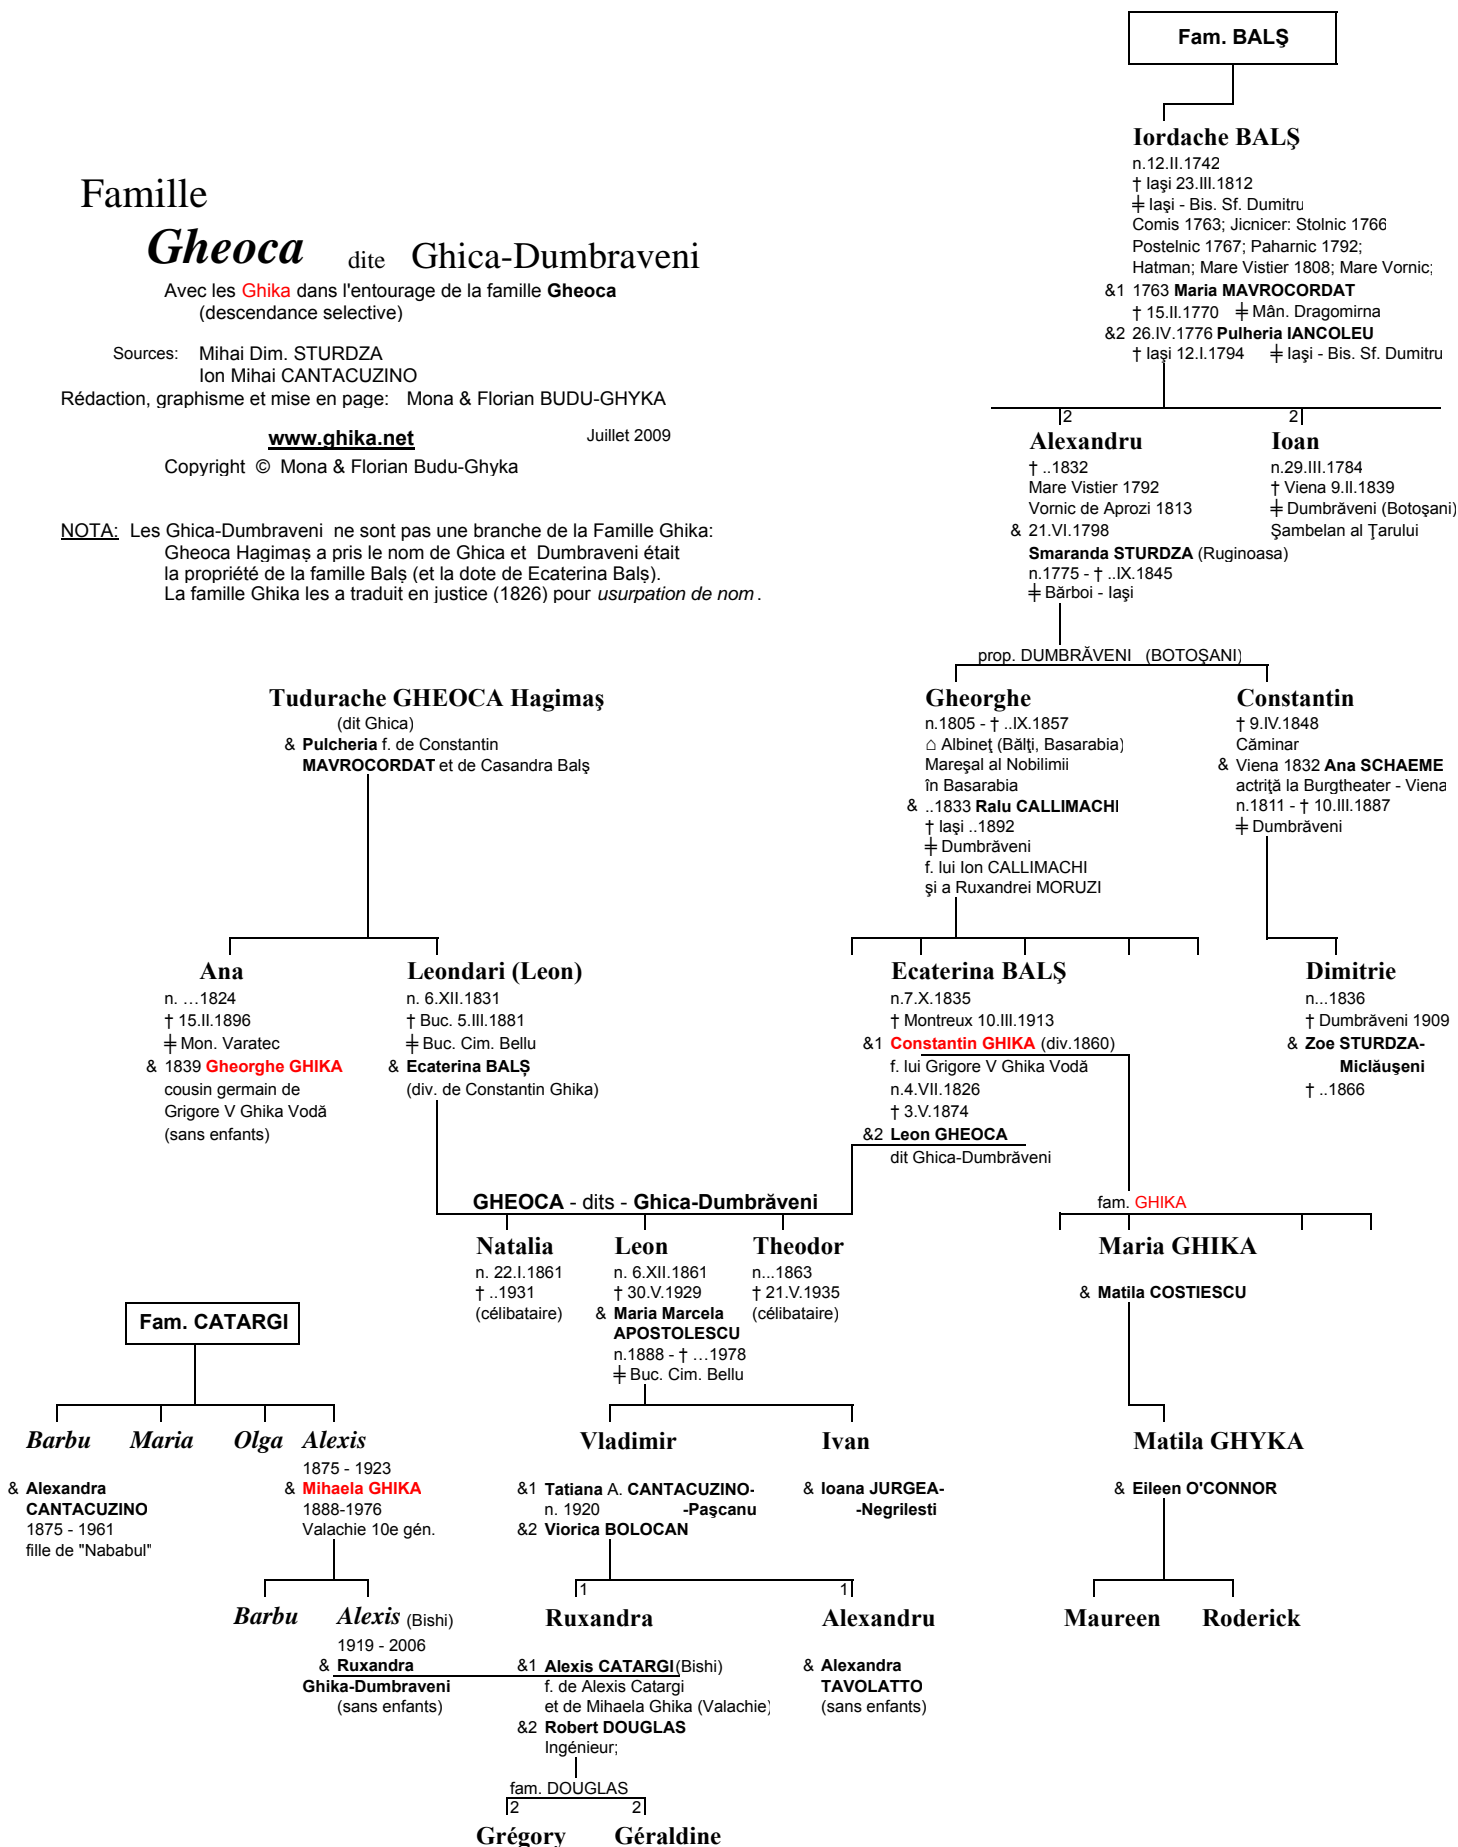 Fam. BALŞ
Iordache BALŞ
n.12.II.1742
† Iaşi 23.III.1812
⋕ Iaşi - Bis. Sf. Dumitru
Comis 1763; Jicnicer: Stolnic 1766
Postelnic 1767; Paharnic 1792;
Hatman; Mare Vistier 1808; Mare Vornic;
&1 1763 Maria MAVROCORDAT
† 15.II.1770 ⋕ Mân. Dragomirna
&2 26.IV.1776 Pulheria IANCOLEU
† Iaşi 12.I.1794 ⋕ Iaşi - Bis. Sf. Dumitru
Famille
Gheoca dite Ghica-Dumbraveni
Avec les Ghika dans l'entourage de la famille Gheoca
(descendance selective)
Sources: Mihai Dim. STURDZA
Ion Mihai CANTACUZINO
Rédaction, graphisme et mise en page: Mona & Florian BUDU-GHYKA
www.ghika.net Juillet 2009
Copyright © Mona & Florian Budu-Ghyka
NOTA: Les Ghica-Dumbraveni ne sont pas une branche de la Famille Ghika:
Gheoca Hagimaș a pris le nom de Ghica et Dumbraveni était
la propriété de la famille Balș (et la dote de Ecaterina Balș).
La famille Ghika les a traduit en justice (1826) pour usurpation de nom.
2
Alexandru
† ..1832
Mare Vistier 1792
Vornic de Aprozi 1813
& 21.VI.1798
Smaranda STURDZA (Ruginoasa)
n.1775 - † ..IX.1845
⋕ Bărboi - Iaşi
2
Ioan
n.29.III.1784
† Viena 9.II.1839
⋕ Dumbrăveni (Botoşani)
Şambelan al Ţarului
prop. DUMBRĂVENI (BOTOŞANI)
Tudurache GHEOCA Hagimaş
(dit Ghica)
& Pulcheria f. de Constantin
MAVROCORDAT et de Casandra Balş
Gheorghe
n.1805 - † ..IX.1857
⌂ Albineţ (Bălţi, Basarabia)
Mareşal al Nobilimii
în Basarabia
& ..1833 Ralu CALLIMACHI
† Iaşi ..1892
⋕ Dumbrăveni
f. lui Ion CALLIMACHI
şi a Ruxandrei MORUZI
Constantin
† 9.IV.1848
Căminar
& Viena 1832 Ana SCHAEME
actriţă la Burgtheater - Viena
n.1811 - † 10.III.1887
⋕ Dumbrăveni
Ana
n. …1824
† 15.II.1896
⋕ Mon. Varatec
& 1839 Gheorghe GHIKA
cousin germain de
Grigore V Ghika Vodă
(sans enfants)
Leondari (Leon)
n. 6.XII.1831
† Buc. 5.III.1881
⋕ Buc. Cim. Bellu
& Ecaterina BALȘ
(div. de Constantin Ghika)
Ecaterina BALŞ
n.7.X.1835
† Montreux 10.III.1913
&1 Constantin GHIKA (div.1860)
f. lui Grigore V Ghika Vodă
n.4.VII.1826
† 3.V.1874
&2 Leon GHEOCA
dit Ghica-Dumbrăveni
Dimitrie
n...1836
† Dumbrăveni 1909
& Zoe STURDZA-
Miclăuşeni
† ..1866
GHEOCA - dits - Ghica-Dumbrăveni
fam. GHIKA
Natalia
n. 22.I.1861
† ..1931
(célibataire)
Leon
n. 6.XII.1861
† 30.V.1929
& Maria Marcela
APOSTOLESCU
n.1888 - † …1978
⋕ Buc. Cim. Bellu
Theodor
n...1863
† 21.V.1935
(célibataire)
Maria GHIKA
& Matila COSTIESCU
Fam. CATARGI
Barbu
& Alexandra
CANTACUZINO
1875 - 1961
fille de "Nababul"
Maria
Olga
Alexis
1875 - 1923
& Mihaela GHIKA
1888-1976
Valachie 10e gén.
Vladimir
&1 Tatiana A. CANTACUZINO-
n. 1920 -Paşcanu
&2 Viorica BOLOCAN
Ivan
& Ioana JURGEA-
-Negrilesti
Matila GHYKA
& Eileen O'CONNOR
Barbu
Alexis (Bishi)
1919 - 2006
& Ruxandra
Ghika-Dumbraveni
(sans enfants)
1
Ruxandra
&1 Alexis CATARGI(Bishi)
f. de Alexis Catargi
et de Mihaela Ghika (Valachie)
&2 Robert DOUGLAS
Ingénieur;
1
Alexandru
& Alexandra
TAVOLATTO
(sans enfants)
Maureen
Roderick
fam. DOUGLAS
2 2
Grégory Géraldine